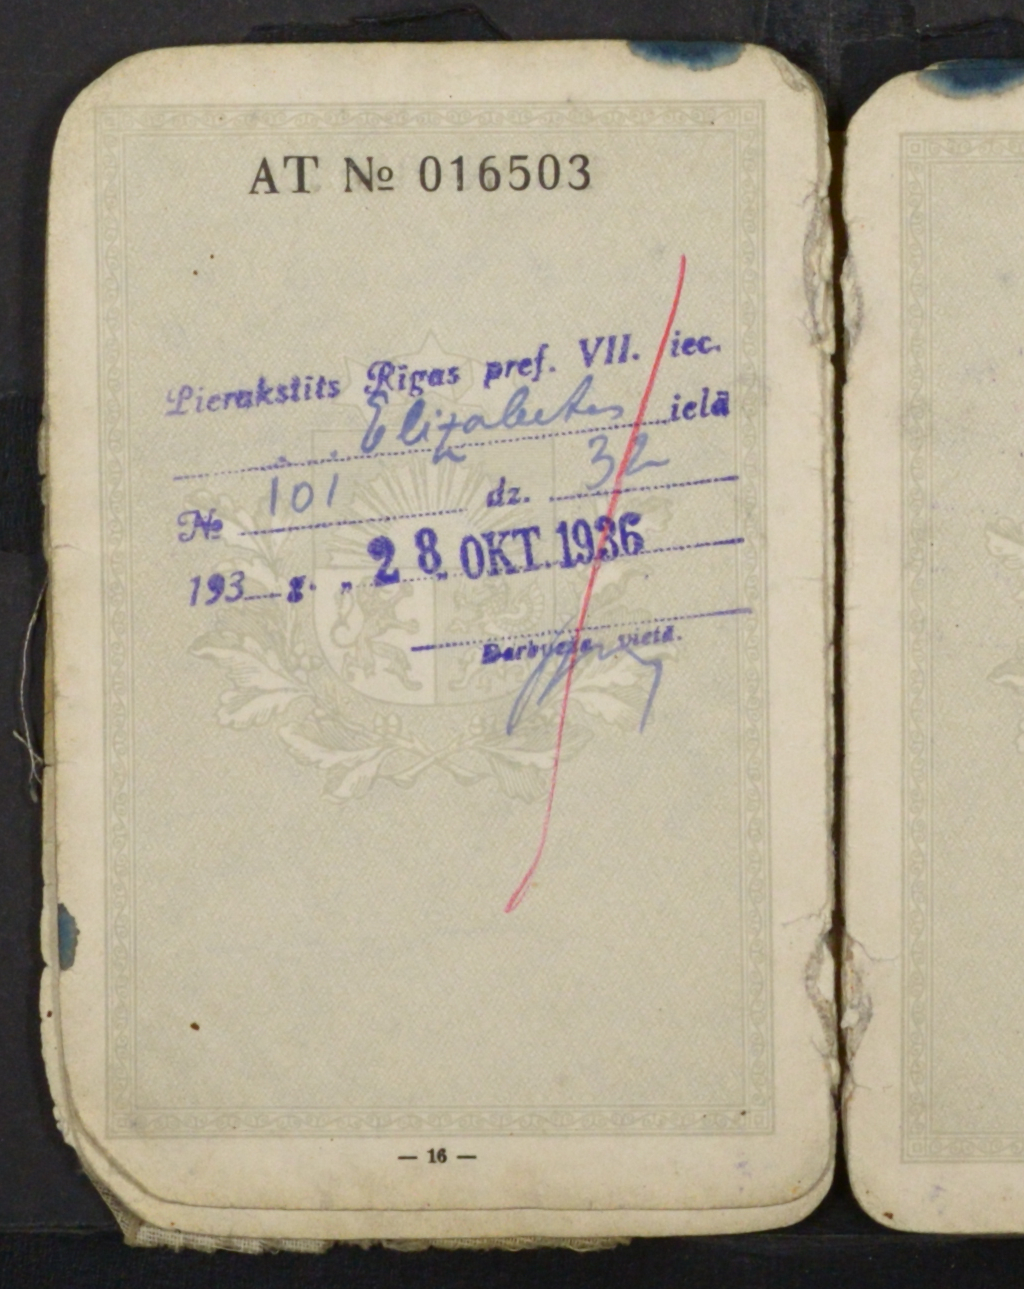 AT № 016503
Pierakstīts Rīgas pref. VII. iec.
Elizabetes ielā
№ 101 dz. 32
193 g. „ 28. OKT. 1936
Darbveža vietā.
— 16 —